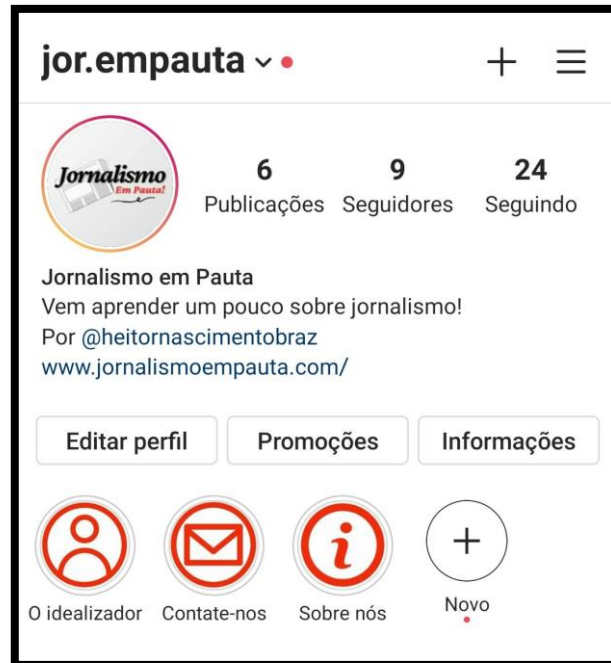 jor.empauta
Jornalismo
Em Pauta!
6 9 24
Publicações Seguidores Seguindo
Jornalismo em Pauta
Vem aprender um pouco sobre jornalismo!
Por @heitornascimentobraz
www.jornalismoempauta.com/
Editar perfil Promoções Informações
O idealizador Contate-nos Sobre nós Novo